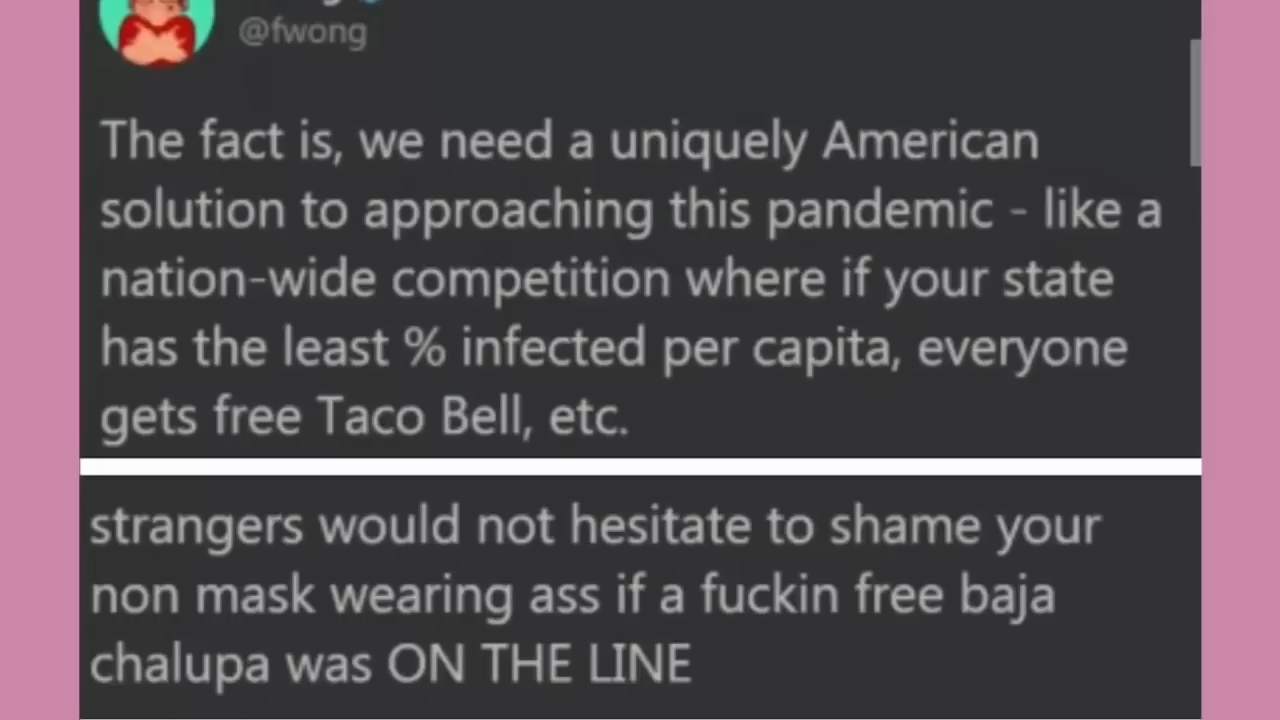 @fwong
The fact is, we need a uniquely American
solution to approaching this pandemic - like a
nation-wide competition where if your state
has the least % infected per capita, everyone
gets free Taco Bell, etc.
strangers would not hesitate to shame your
non mask wearing ass if a fuckin free baja
chalupa was ON THE LINE